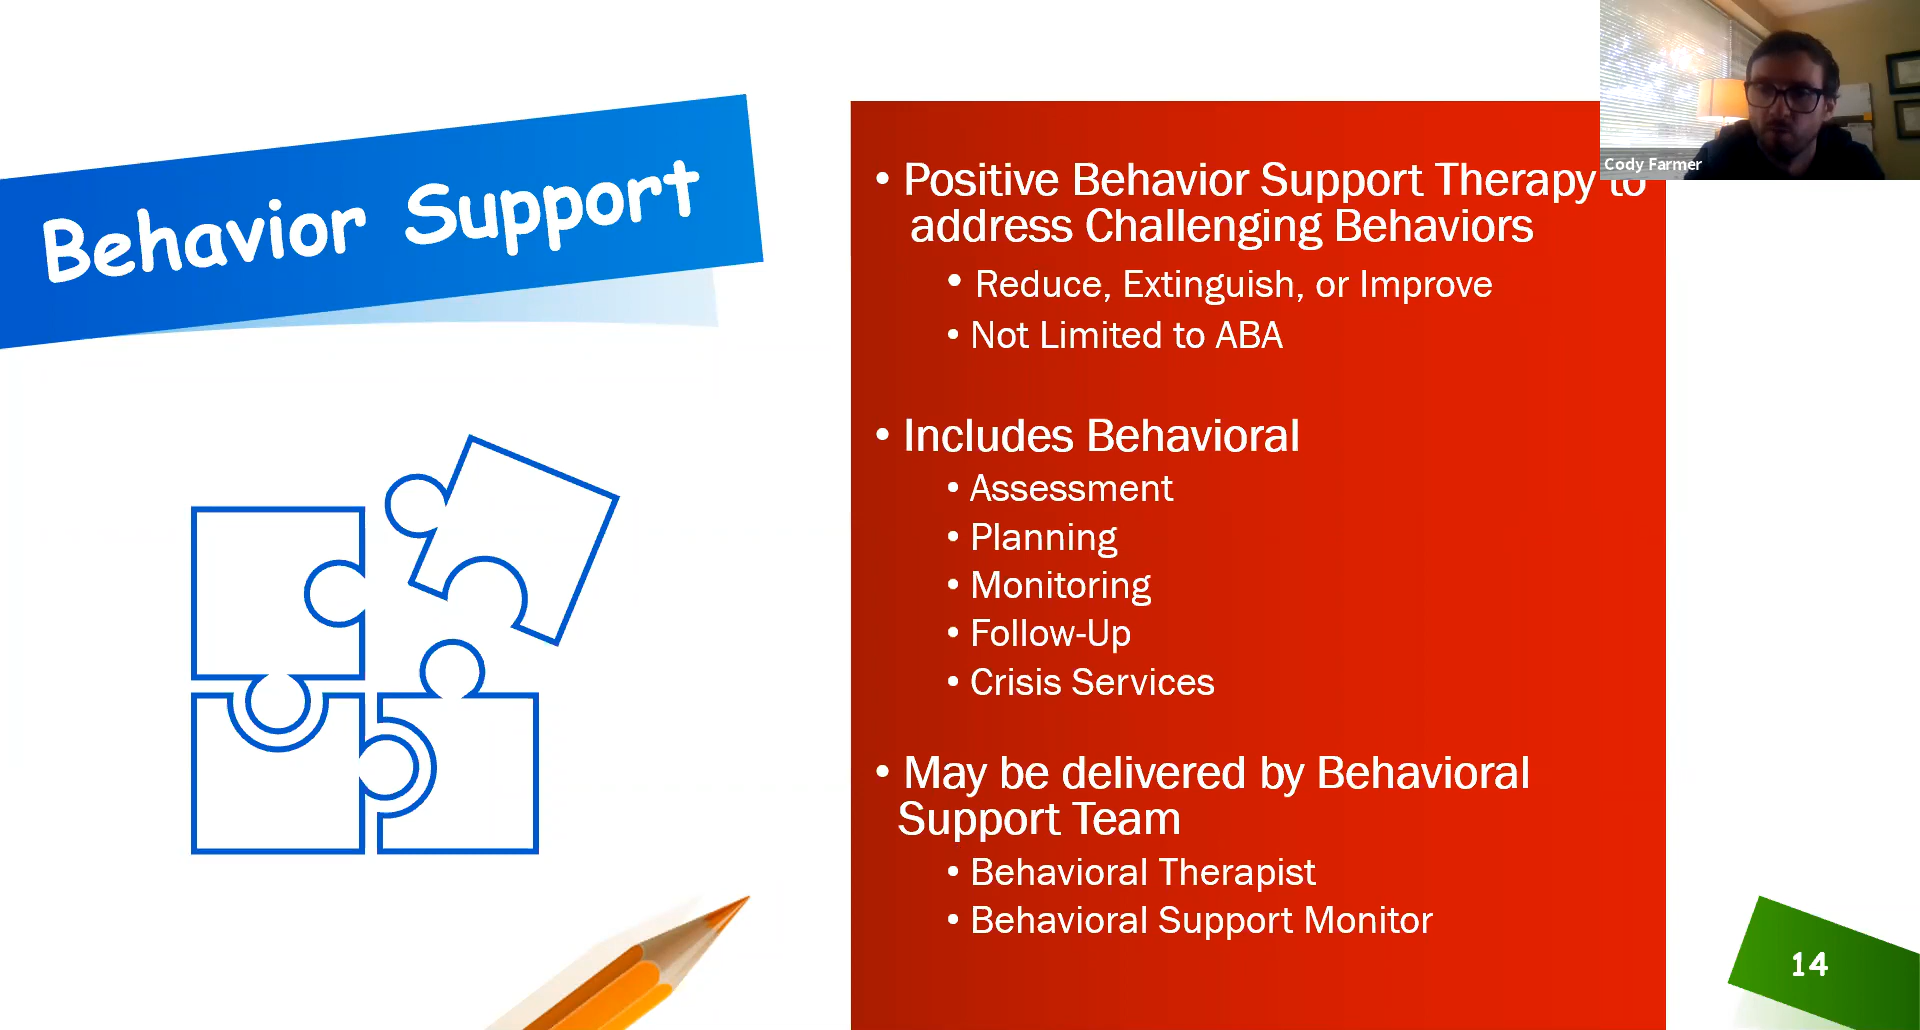 Behavior Support
• Positive Behavior Support Therapy to
address Challenging Behaviors
• Reduce, Extinguish, or Improve
• Not Limited to ABA
• Includes Behavioral
• Assessment
• Planning
• Monitoring
• Follow-Up
• Crisis Services
• May be delivered by Behavioral
Support Team
• Behavioral Therapist
• Behavioral Support Monitor
Cody Farmer
14